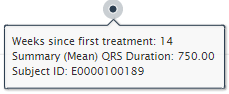 Weeks since first treatment: 14
Summary (Mean) QRS Duration: 750.00
Subject ID: E0000100189